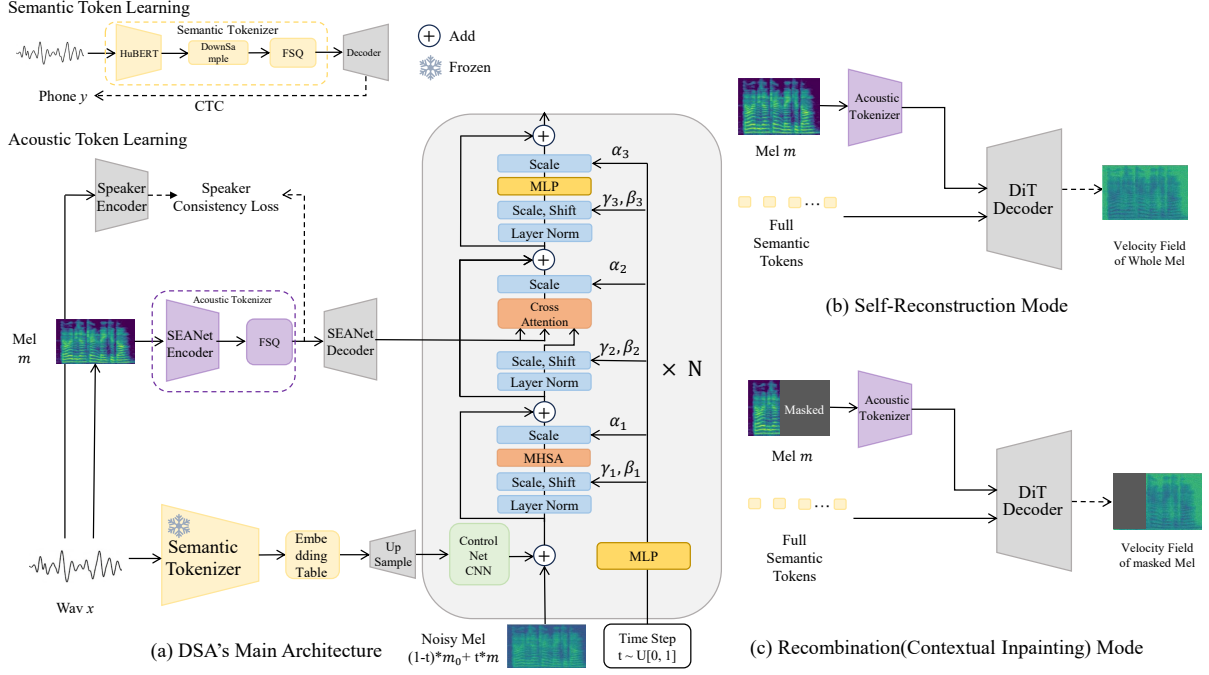 Semantic Token Learning
Semantic Tokenizer
HuBERT
DownSa
mple
FSQ
Decoder
Phone y
CTC
Add
Frozen
Acoustic Token Learning
Speaker
Encoder
Speaker
Consistency Loss
Mel
m
Acoustic Tokenizer
SEANet
Encoder
FSQ
SEANet
Decoder
Wav x
Semantic
Tokenizer
Embe
dding
Table
Up
Sample
Control
Net
CNN
Scale
α₃
MLP
Scale, Shift
γ₃, β₃
Layer Norm
Scale
α₂
Cross
Attention
Scale, Shift
γ₂, β₂
Layer Norm
× N
Scale
α₁
MHSA
Scale, Shift
γ₁, β₁
Layer Norm
MLP
Noisy Mel
(1-t)*m₀+ t*m
Time Step
t ~ U[0, 1]
(a) DSA's Main Architecture
Acoustic
Tokenizer
Mel m
DiT
Decoder
Full
Semantic
Tokens
Velocity Field
of Whole Mel
(b) Self-Reconstruction Mode
Masked
Acoustic
Tokenizer
Mel m
DiT
Decoder
Full
Semantic
Tokens
Velocity Field
of masked Mel
(c) Recombination(Contextual Inpainting) Mode